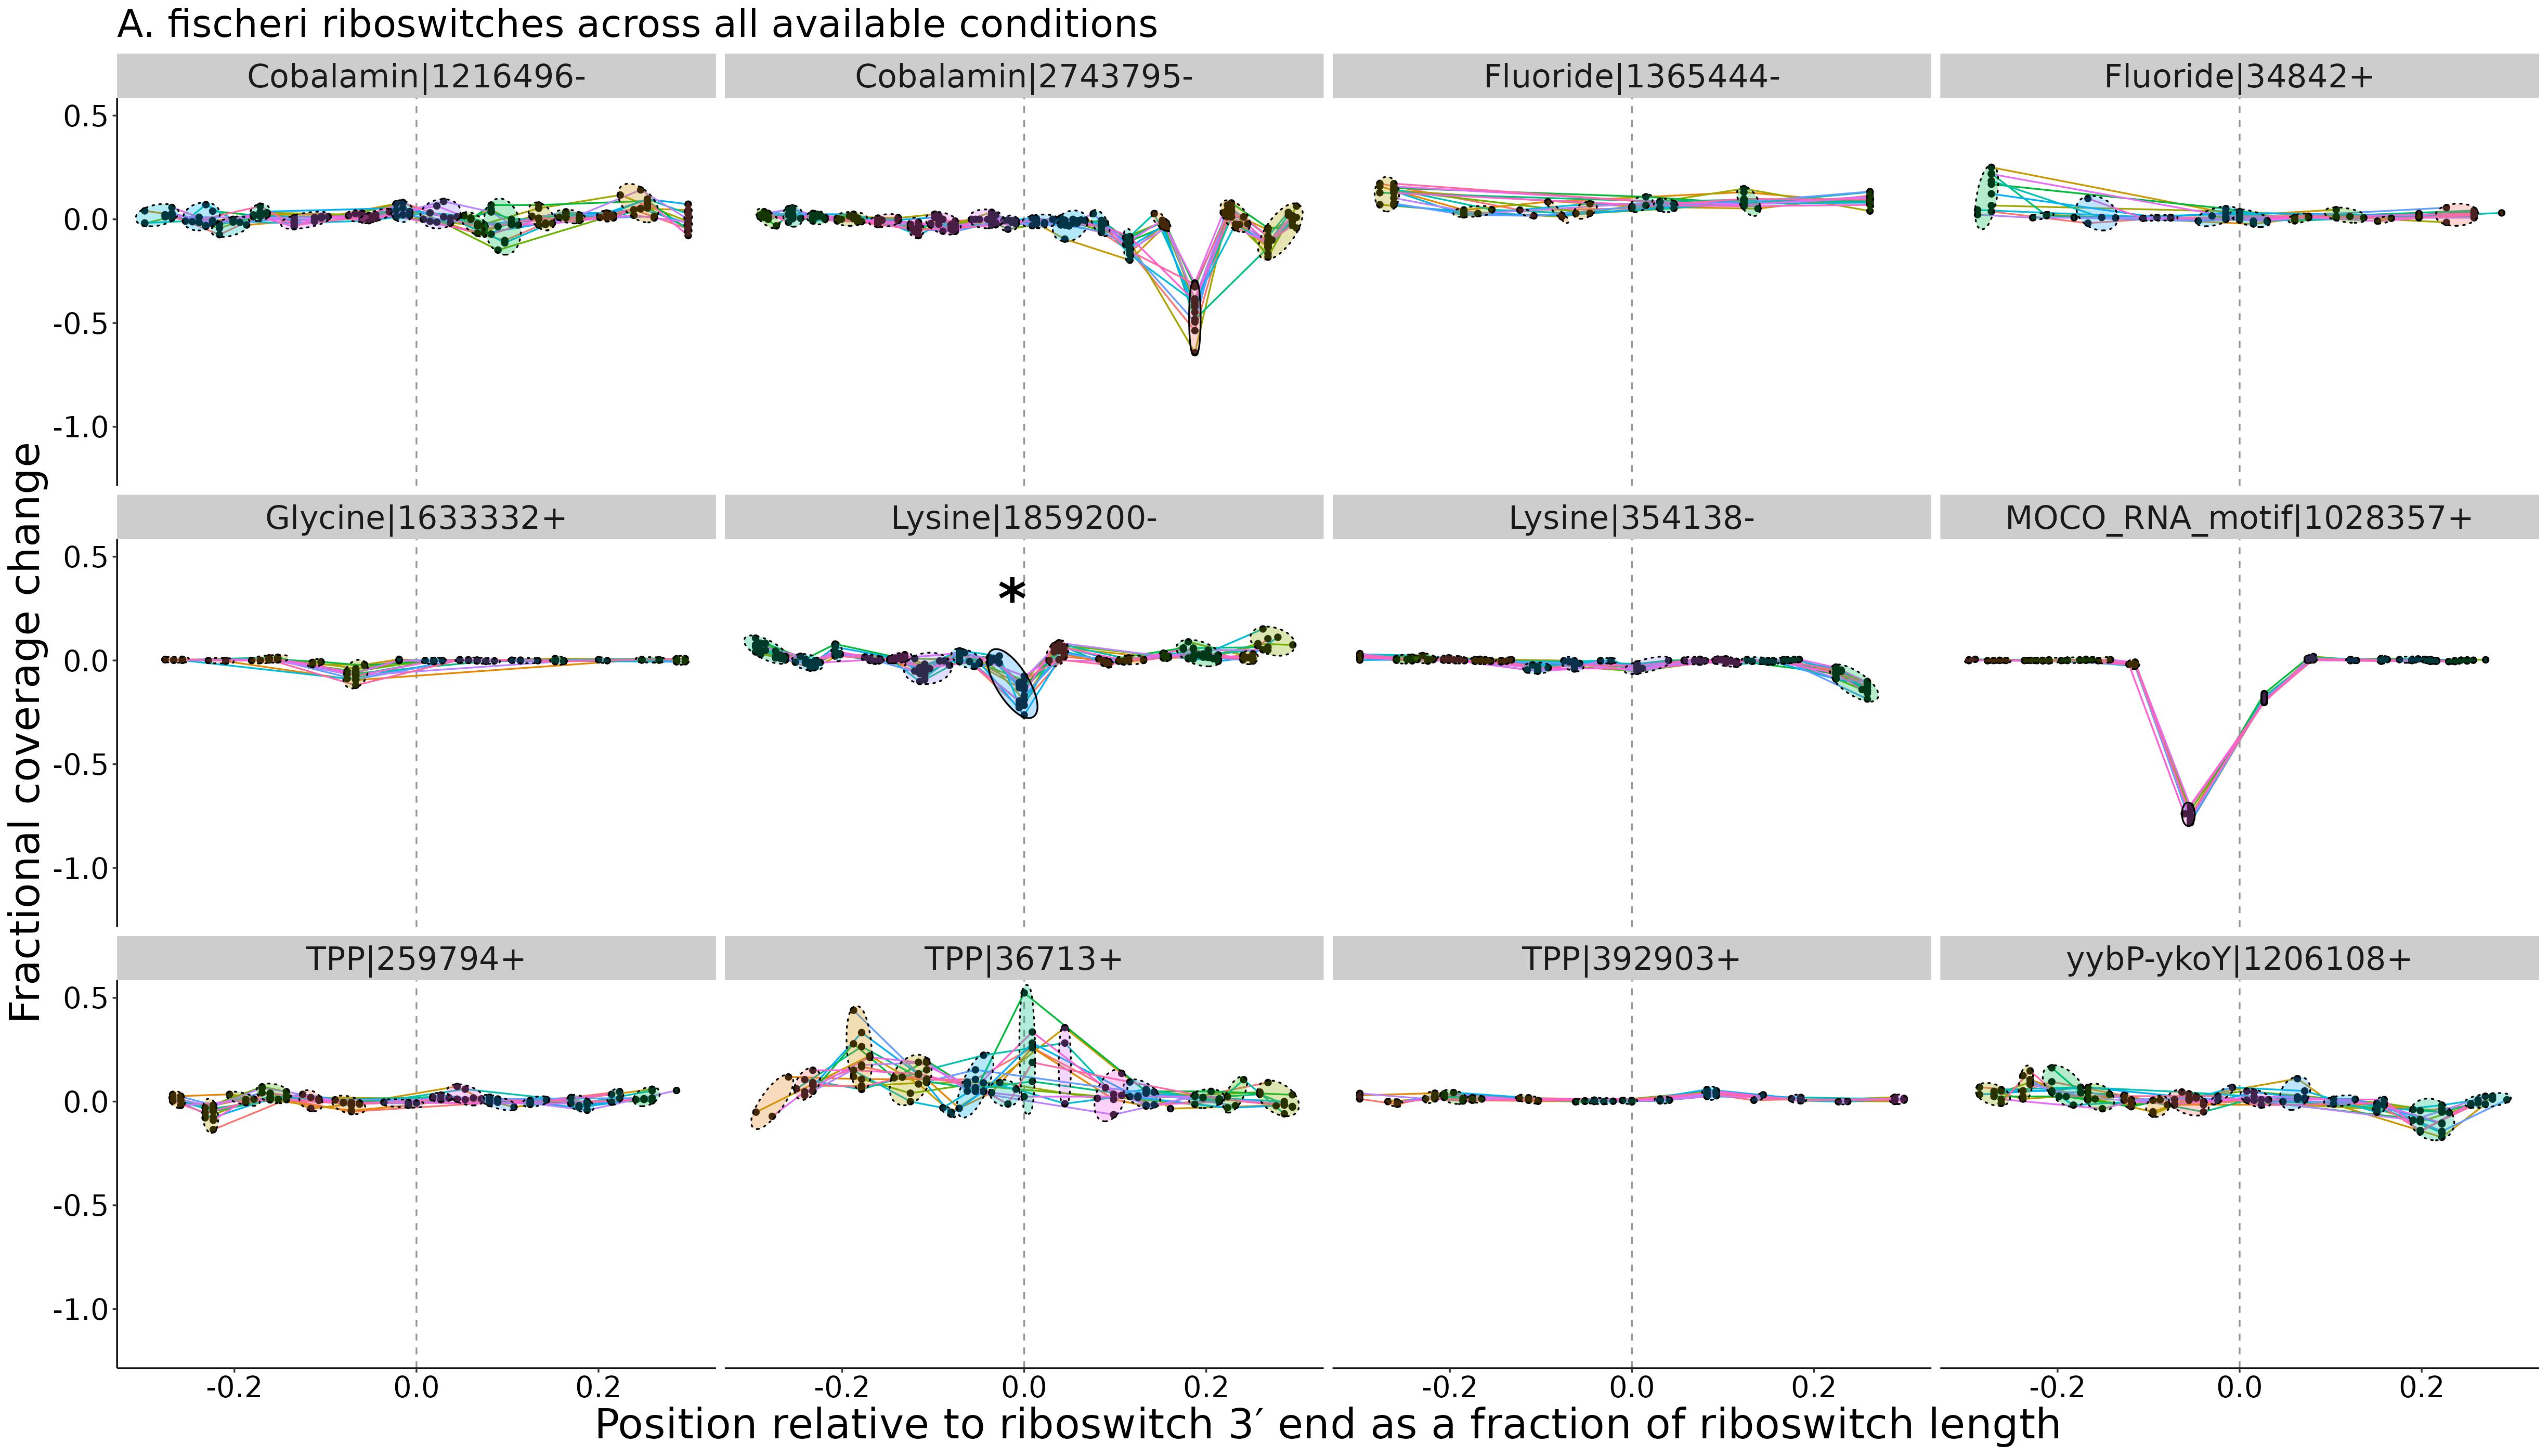 A. fischeri riboswitches across all available conditions
Cobalamin|1216496-
Cobalamin|2743795-
Fluoride|1365444-
Fluoride|34842+
0.5
0.0
-0.5
-1.0
Glycine|1633332+
Lysine|1859200-
Lysine|354138-
MOCO_RNA_motif|1028357+
0.5
0.0
-0.5
-1.0
*
TPP|259794+
TPP|36713+
TPP|392903+
yybP-ykoY|1206108+
0.5
0.0
-0.5
-1.0
-0.2 0.0 0.2
-0.2 0.0 0.2
-0.2 0.0 0.2
-0.2 0.0 0.2
Position relative to riboswitch 3′ end as a fraction of riboswitch length
Fractional coverage change